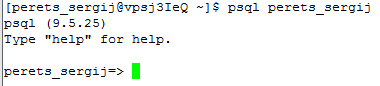 [perets_sergij@vpsj3IeQ ~]$ psql perets_sergij
psql (9.5.25)
Type "help" for help.
perets_sergij=>